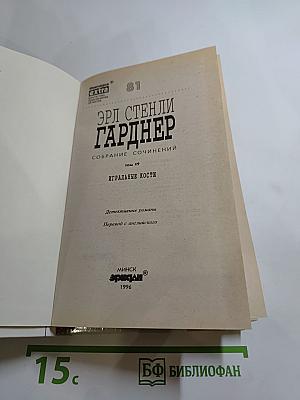 81
ЭРЛ СТЕНЛИ
ГАРДНЕР
СОБРАНИЕ СОЧИНЕНИЙ
ИГРАЛЬНЫЕ КОСТИ
Детективные романы
Перевод с английского
МИНСК
1996
15с
БФ БИБЛИОФАН